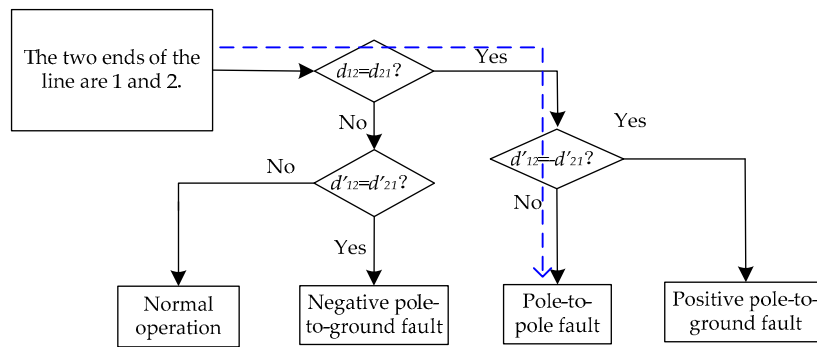 The two ends of the
line are 1 and 2.
d12=d21?
Yes
No
d'12=-d'21?
Yes
No
d'12=d'21?
No
Yes
Normal
operation
Negative pole-
to-ground fault
Pole-to-
pole fault
Positive pole-to-
ground fault